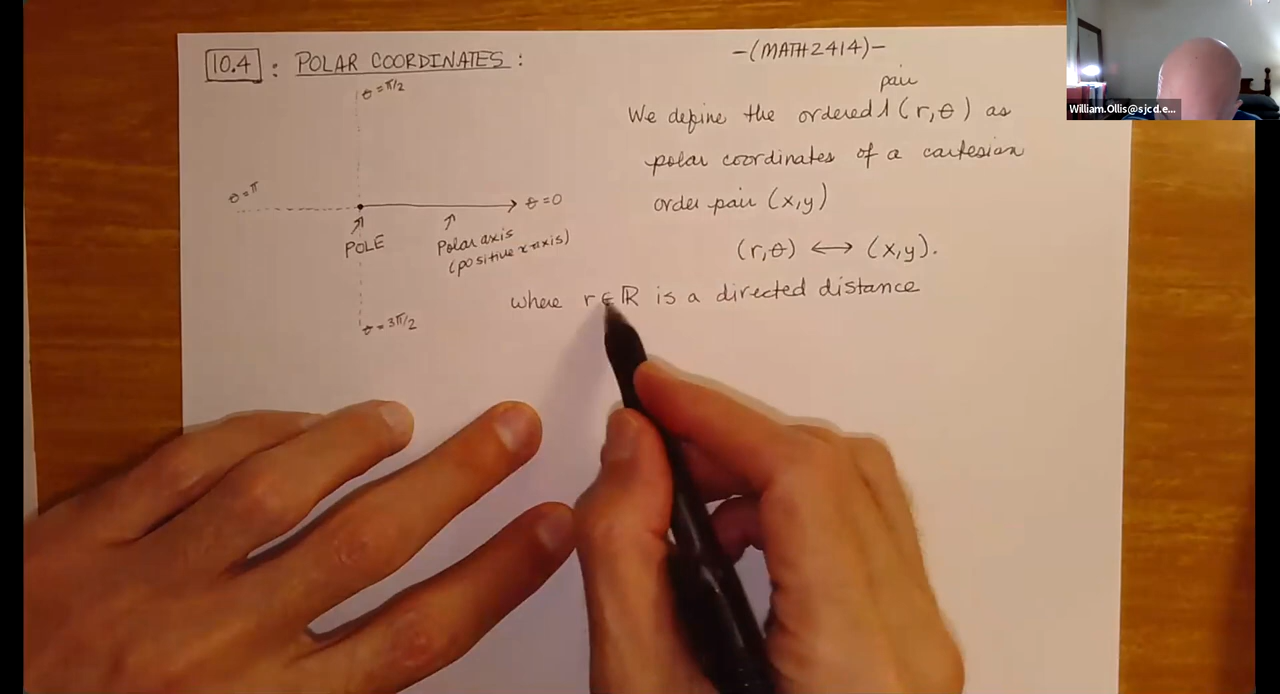 10.4 : POLAR COORDINATES :
-(MATH2414)-
θ = π/2
θ = π
θ = 0
POLE
Polar axis
(positive x-axis)
θ = 3π/2
pair
We define the ordered (r, θ) as
polar coordinates of a cartesian
order pair (x,y)
(r, θ) ⟷ (x,y).
where r ∈ ℝ is a directed distance
William.Ollis@sjcd.e...